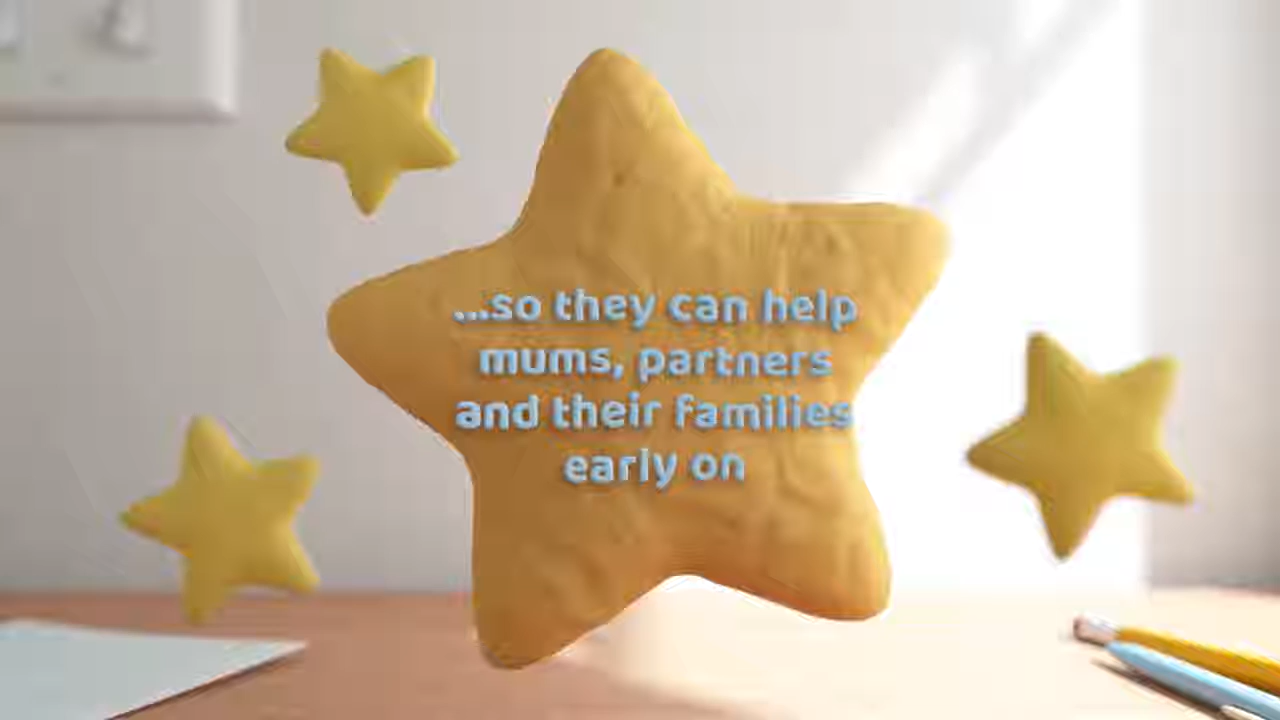 ...so they can help
mums, partners
and their families
early on